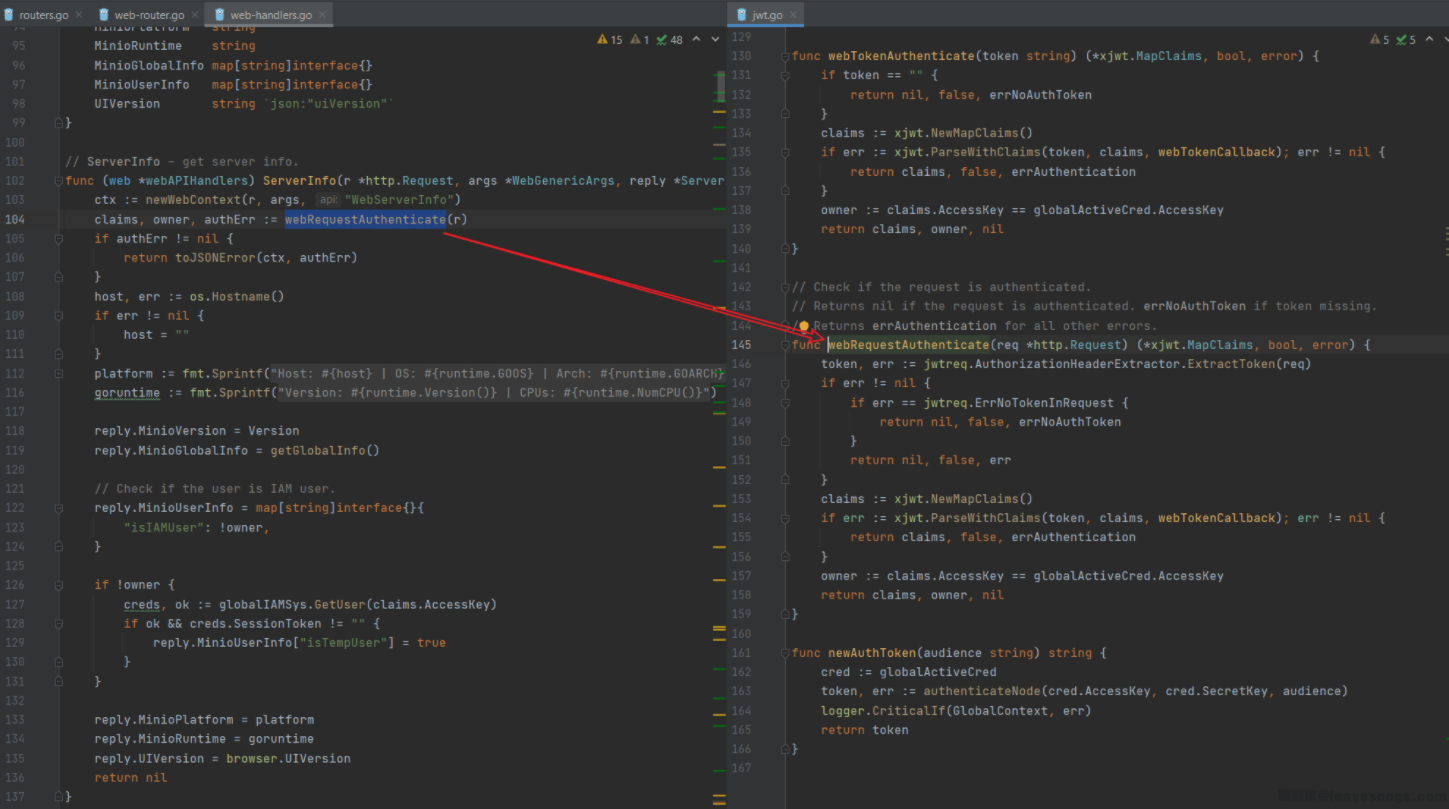 routers.go
web-router.go
web-handlers.go
15 1 48
94 MinioPlatform string
95 MinioRuntime string
96 MinioGlobalInfo map[string]interface{}
97 MinioUserInfo map[string]interface{}
98 UIVersion string `json:"uiVersion"`
99 }
100
101 // ServerInfo - get server info.
102 func (web *webAPIHandlers) ServerInfo(r *http.Request, args *WebGenericArgs, reply *Server
103 ctx := newWebContext(r, args, api: "WebServerInfo")
104 claims, owner, authErr := webRequestAuthenticate(r)
105 if authErr != nil {
106 return toJSONError(ctx, authErr)
107 }
108 host, err := os.Hostname()
109 if err != nil {
110 host = ""
111 }
112 platform := fmt.Sprintf("Host: #{host} | OS: #{runtime.GOOS} | Arch: #{runtime.GOARCH}
116 goruntime := fmt.Sprintf("Version: #{runtime.Version()} | CPUs: #{runtime.NumCPU()}")
117
118 reply.MinioVersion = Version
119 reply.MinioGlobalInfo = getGlobalInfo()
120
121 // Check if the user is IAM user.
122 reply.MinioUserInfo = map[string]interface{}{
123 "isIAMUser": !owner,
124 }
125
126 if !owner {
127 creds, ok := globalIAMSys.GetUser(claims.AccessKey)
128 if ok && creds.SessionToken != "" {
129 reply.MinioUserInfo["isTempUser"] = true
130 }
131 }
132
133 reply.MinioPlatform = platform
134 reply.MinioRuntime = goruntime
135 reply.UIVersion = browser.UIVersion
136 return nil
137 }
jwt.go
5 5
129
130 func webTokenAuthenticate(token string) (*xjwt.MapClaims, bool, error) {
131 if token == "" {
132 return nil, false, errNoAuthToken
133 }
134 claims := xjwt.NewMapClaims()
135 if err := xjwt.ParseWithClaims(token, claims, webTokenCallback); err != nil {
136 return claims, false, errAuthentication
137 }
138 owner := claims.AccessKey == globalActiveCred.AccessKey
139 return claims, owner, nil
140 }
141
142 // Check if the request is authenticated.
143 // Returns nil if the request is authenticated. errNoAuthToken if token missing.
144 / Returns errAuthentication for all other errors.
145 func webRequestAuthenticate(req *http.Request) (*xjwt.MapClaims, bool, error) {
146 token, err := jwtreq.AuthorizationHeaderExtractor.ExtractToken(req)
147 if err != nil {
148 if err == jwtreq.ErrNoTokenInRequest {
149 return nil, false, errNoAuthToken
150 }
151 return nil, false, err
152 }
153 claims := xjwt.NewMapClaims()
154 if err := xjwt.ParseWithClaims(token, claims, webTokenCallback); err != nil {
155 return claims, false, errAuthentication
156 }
157 owner := claims.AccessKey == globalActiveCred.AccessKey
158 return claims, owner, nil
159 }
160
161 func newAuthToken(audience string) string {
162 cred := globalActiveCred
163 token, err := authenticateNode(cred.AccessKey, cred.SecretKey, audience)
164 logger.CriticalIf(GlobalContext, err)
165 return token
166 }
167